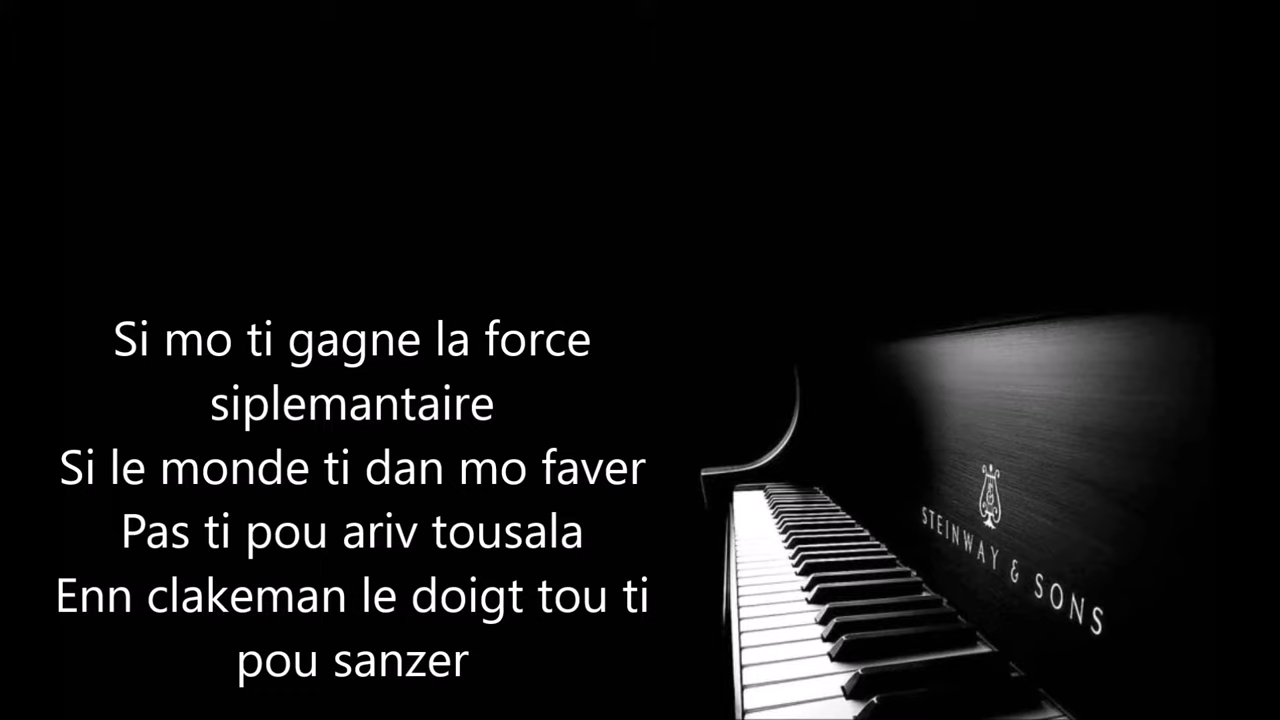 Si mo ti gagne la force
siplemantaire
Si le monde ti dan mo faver
Pas ti pou ariv tousala
Enn clakeman le doigt tou ti
pou sanzer
STEINWAY & SONS